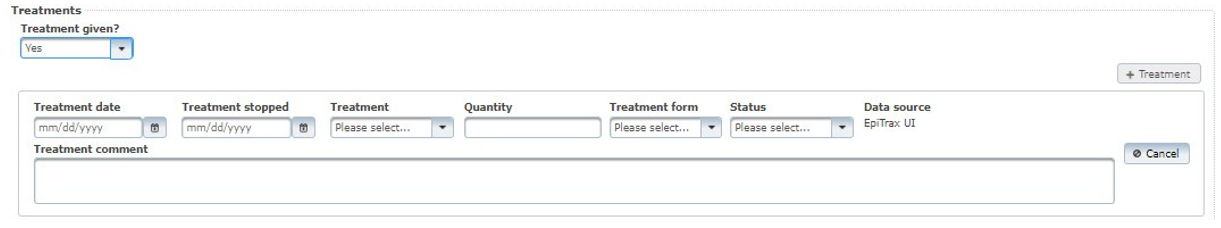 Treatments
Treatment given?
Yes
+ Treatment
Treatment date Treatment stopped Treatment Quantity Treatment form Status Data source
mm/dd/yyyy mm/dd/yyyy Please select... Please select... Please select... EpiTrax UI
Treatment comment
Cancel